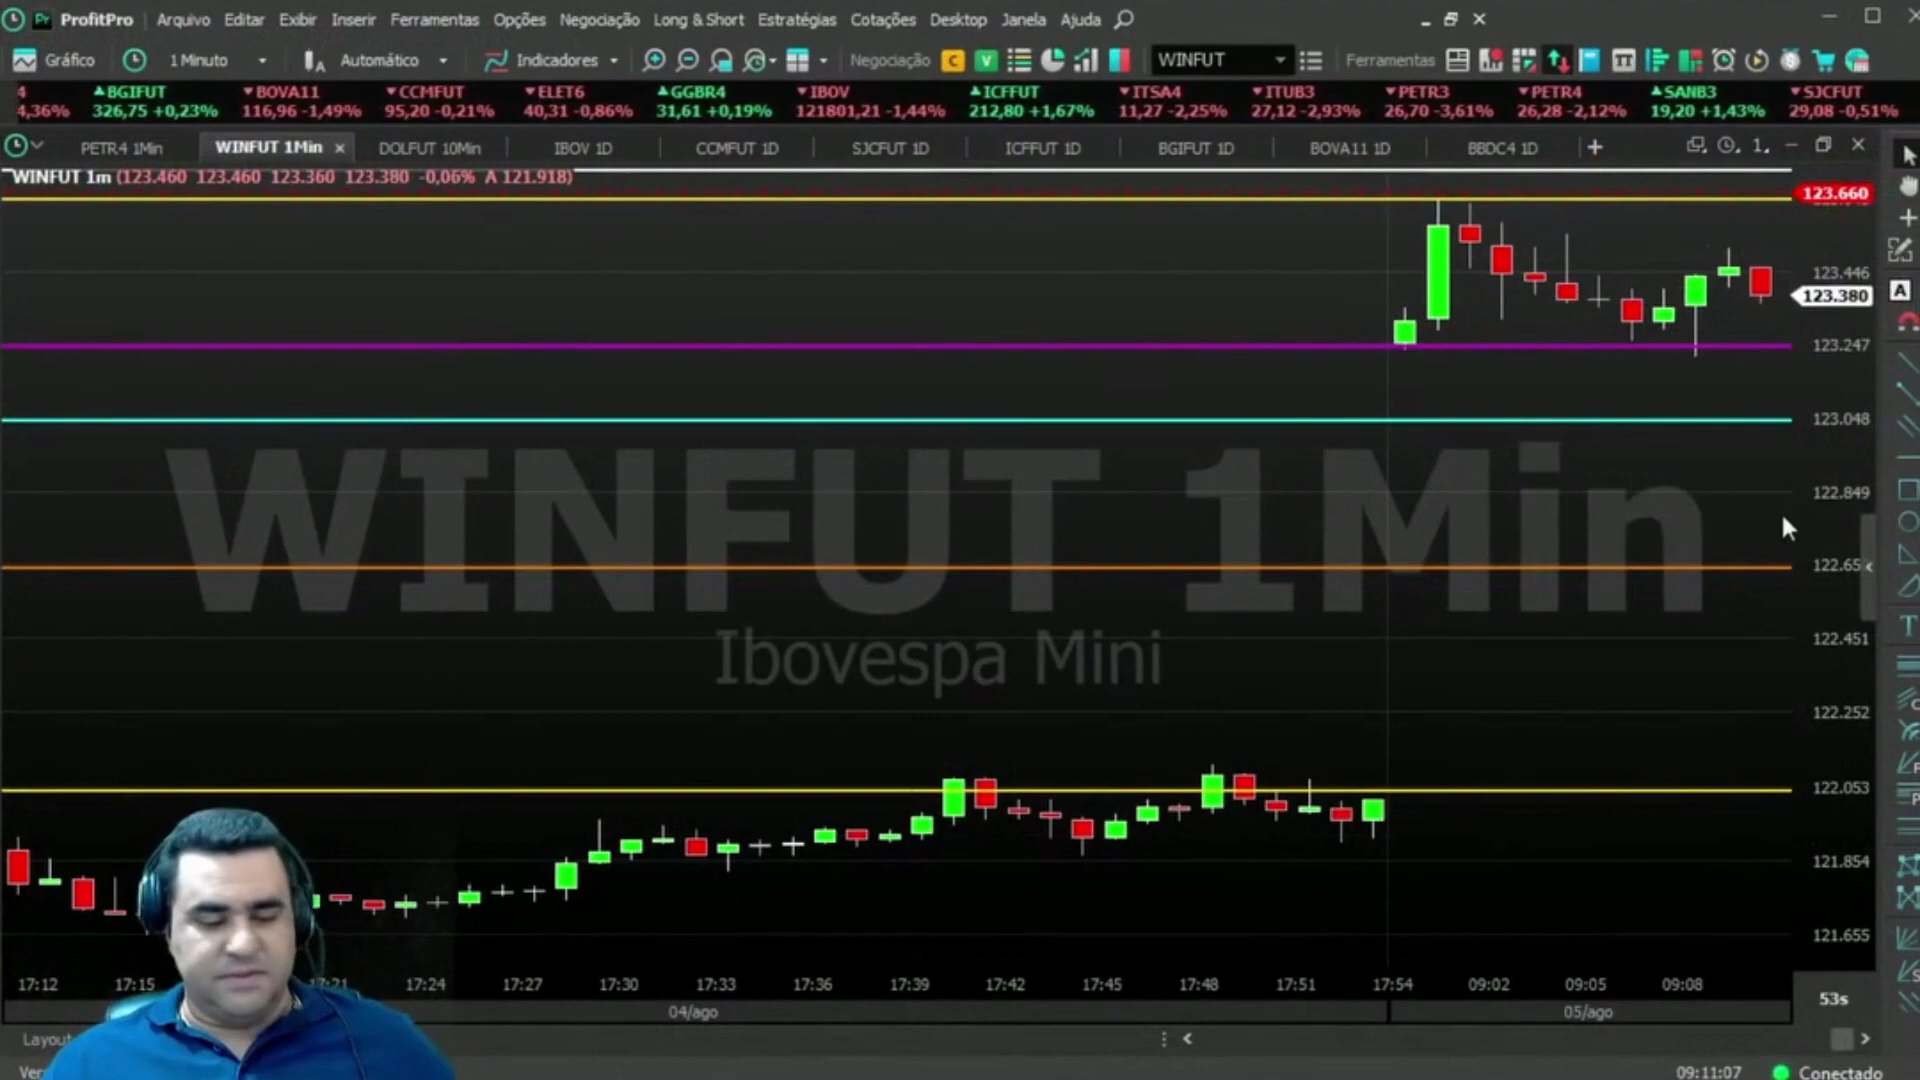 ProfitPro Arquivo Editar Exibir Inserir Ferramentas Opções Negociação Long & Short Estratégias Cotações Desktop Janela Ajuda
Gráfico 1 Minuto Automático Indicadores Negociação C V WINFUT Ferramentas
4 BGIFUT BOVA11 CCMFUT ELET6 GGBR4 IBOV ICFFUT ITSA4 ITUB3 PETR3 PETR4 SANB3 SJCFUT
4,36% 326,75 +0,23% 116,96 -1,49% 95,20 -0,21% 40,31 -0,86% 31,61 +0,19% 121801,21 -1,44% 212,80 +1,67% 11,27 -2,25% 27,12 -2,93% 26,70 -3,61% 26,28 -2,12% 19,20 +1,43% 29,08 -0,51%
PETR4 1Min WINFUT 1Min DOLFUT 10Min IBOV 1D CCMFUT 1D SJCFUT 1D ICFFUT 1D BGIFUT 1D BOVA11 1D BBDC4 1D
WINFUT 1m (123.460 123.460 123.360 123.380 -0,06% A 121.918)
123.660
123.446
123.380
123.247
123.048
122.849
122.65
122.451
122.252
122.053
121.854
121.655
WINFUT 1Min
Ibovespa Mini
17:12 17:15 17:21 17:24 17:27 17:30 17:33 17:36 17:39 17:42 17:45 17:48 17:51 17:54 09:02 09:05 09:08
53s
04/ago 05/ago
Layou
Ver
09:11:07 Conectado